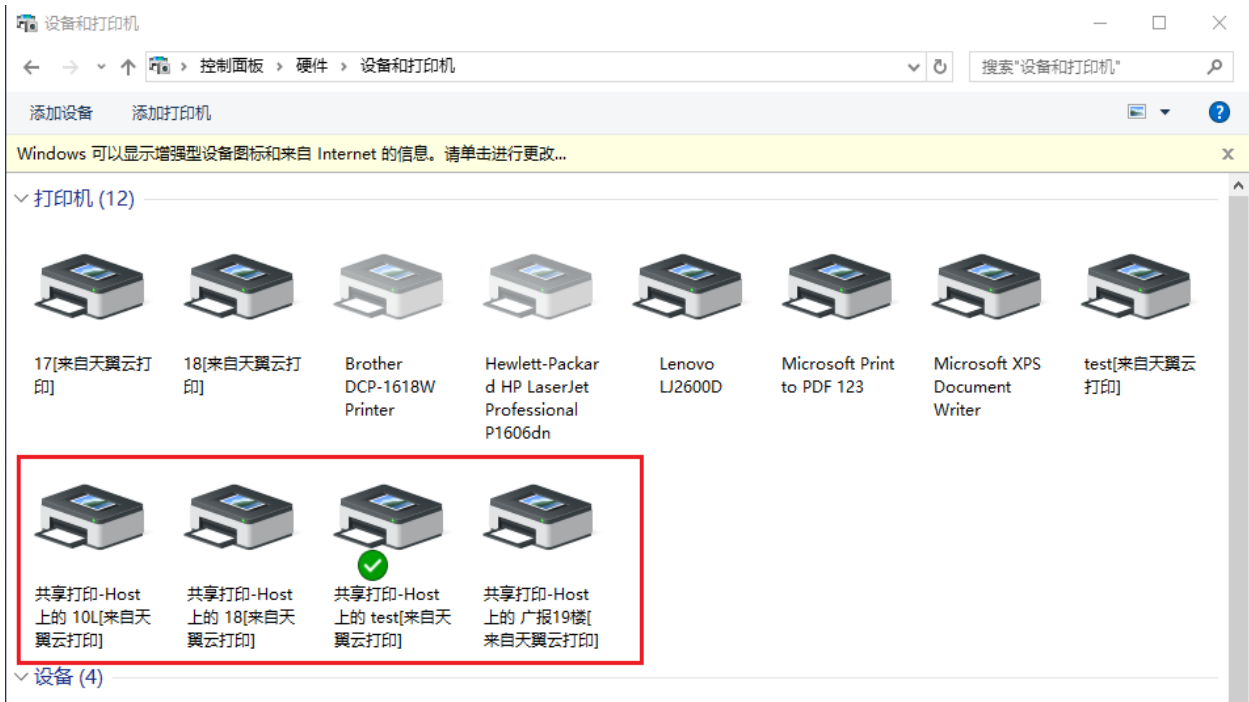 设备和打印机
控制面板 › 硬件 › 设备和打印机
搜索"设备和打印机"
添加设备 添加打印机
Windows 可以显示增强型设备图标和来自 Internet 的信息。请单击进行更改...
打印机 (12)
17[来自天翼云打
印]
18[来自天翼云打
印]
Brother
DCP-1618W
Printer
Hewlett-Packar
d HP LaserJet
Professional
P1606dn
Lenovo
LJ2600D
Microsoft Print
to PDF 123
Microsoft XPS
Document
Writer
test[来自天翼云
打印]
共享打印-Host
上的 10L[来自天
翼云打印]
共享打印-Host
上的 18[来自天
翼云打印]
共享打印-Host
上的 test[来自天
翼云打印]
共享打印-Host
上的 广报19楼[
来自天翼云打印]
设备 (4)